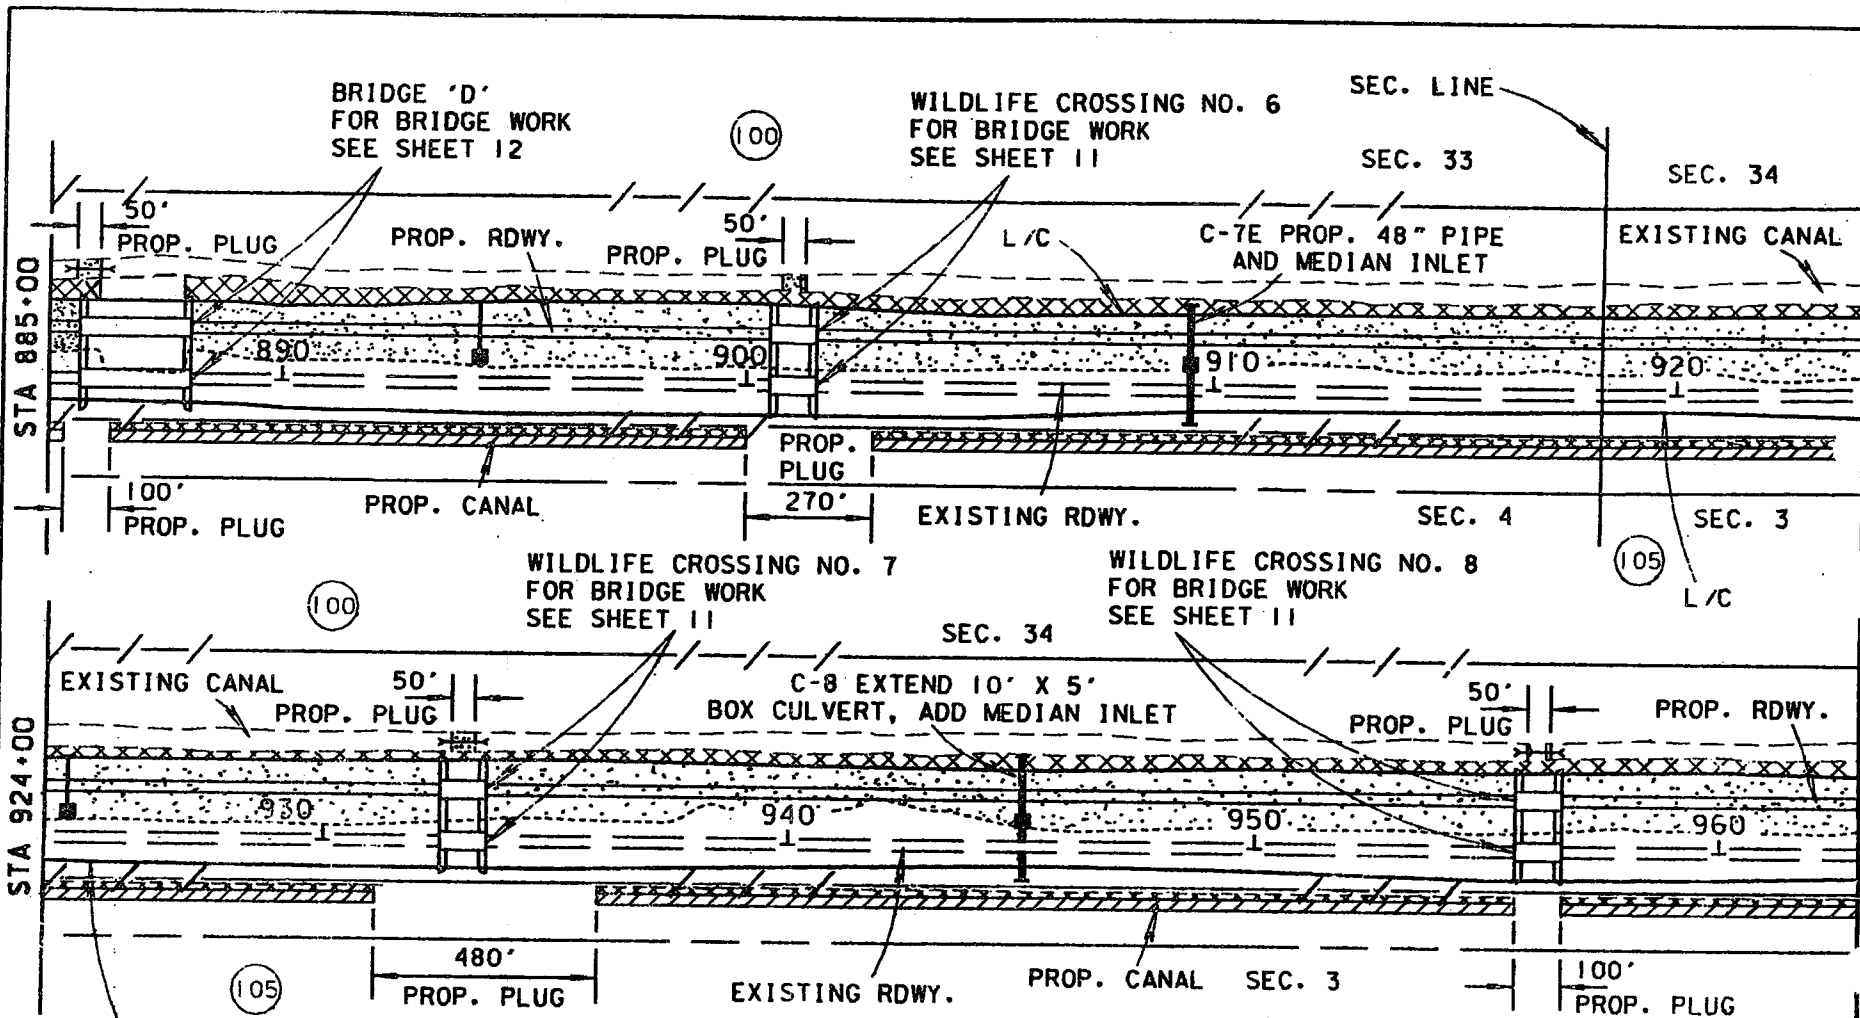 BRIDGE 'D'
FOR BRIDGE WORK
SEE SHEET 12
100
WILDLIFE CROSSING NO. 6
FOR BRIDGE WORK
SEE SHEET 11
SEC. LINE
SEC. 33
SEC. 34
50'
PROP. PLUG
PROP. RDWY.
50'
PROP. PLUG
L/C
C-7E PROP. 48" PIPE
AND MEDIAN INLET
EXISTING CANAL
STA 885+00
890
900
910
920
PROP.
PLUG
270'
100'
PROP. PLUG
PROP. CANAL
EXISTING RDWY.
SEC. 4
SEC. 3
105
L/C
100
WILDLIFE CROSSING NO. 7
FOR BRIDGE WORK
SEE SHEET 11
SEC. 34
WILDLIFE CROSSING NO. 8
FOR BRIDGE WORK
SEE SHEET 11
EXISTING CANAL
50'
PROP. PLUG
C-8 EXTEND 10' X 5'
BOX CULVERT, ADD MEDIAN INLET
50'
PROP. PLUG
PROP. RDWY.
STA 924+00
930
940
950
960
105
480'
PROP. PLUG
EXISTING RDWY.
PROP. CANAL
SEC. 3
100'
PROP. PLUG